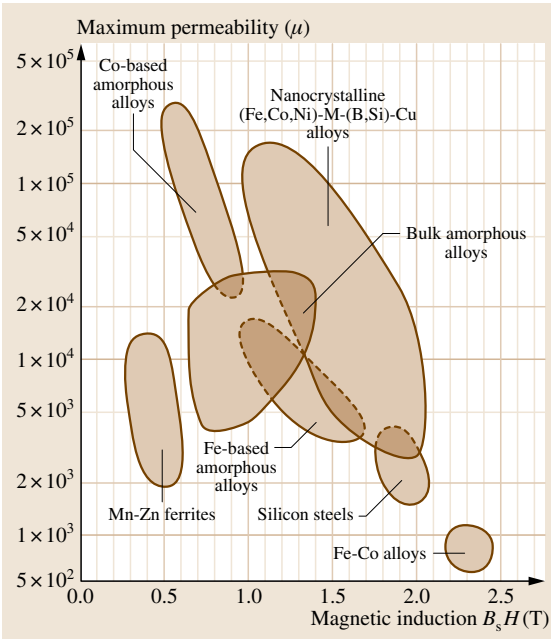 Maximum permeability (μ)
5 × 10⁵
Co-based
amorphous
alloys
Nanocrystalline
(Fe,Co,Ni)-M-(B,Si)-Cu
alloys
2 × 10⁵
1 × 10⁵
5 × 10⁴
Bulk amorphous
alloys
2 × 10⁴
1 × 10⁴
5 × 10³
Fe-based
amorphous
alloys
2 × 10³
Mn-Zn ferrites
Silicon steels
1 × 10³
Fe-Co alloys
5 × 10²
0.0 0.5 1.0 1.5 2.0 2.5
Magnetic induction BₛH (T)